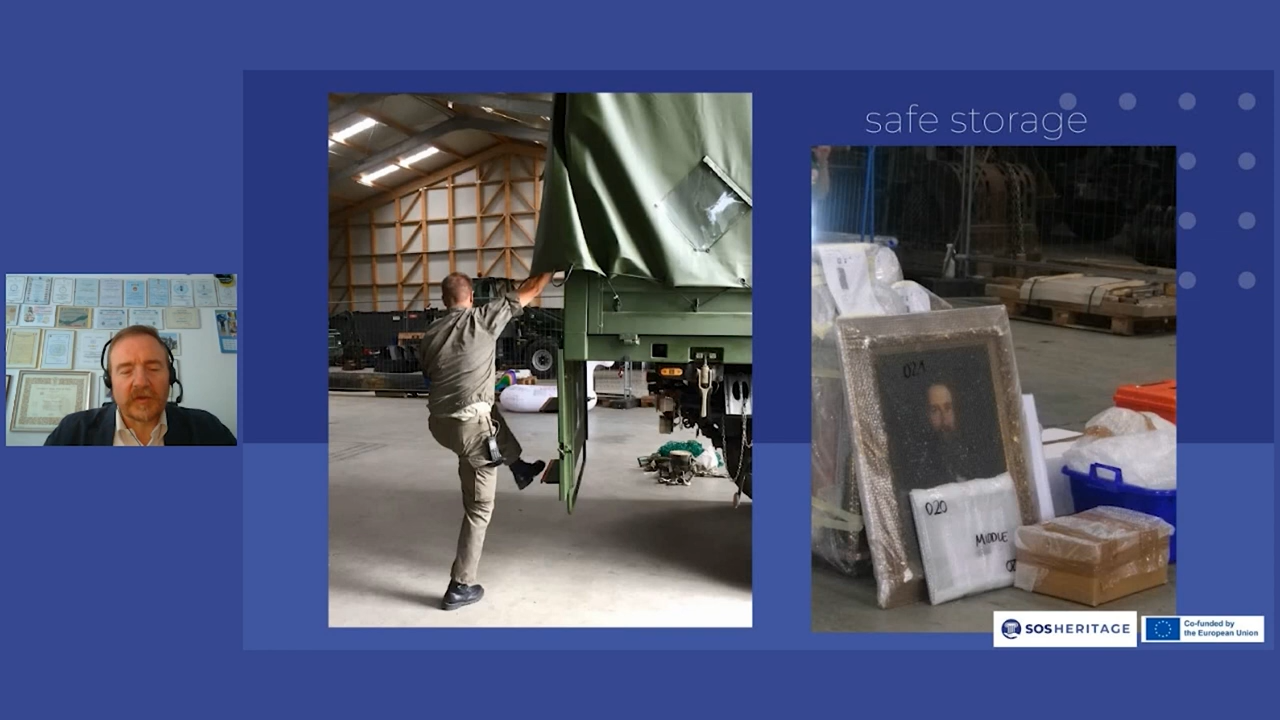 safe storage
021
020
MIDDLE
SOSHERITAGE
Co-funded by
the European Union